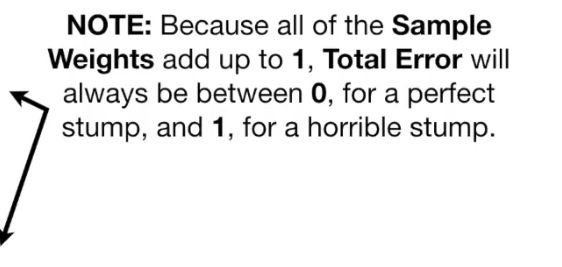 NOTE: Because all of the Sample
Weights add up to 1, Total Error will
always be between 0, for a perfect
stump, and 1, for a horrible stump.